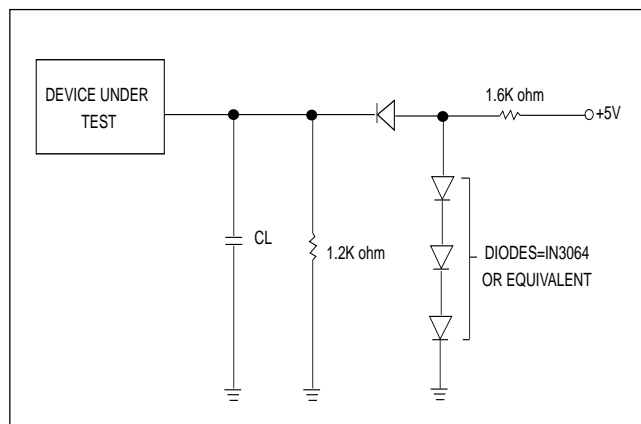 DEVICE UNDER
TEST
1.6K ohm
+5V
CL
1.2K ohm
DIODES=IN3064
OR EQUIVALENT